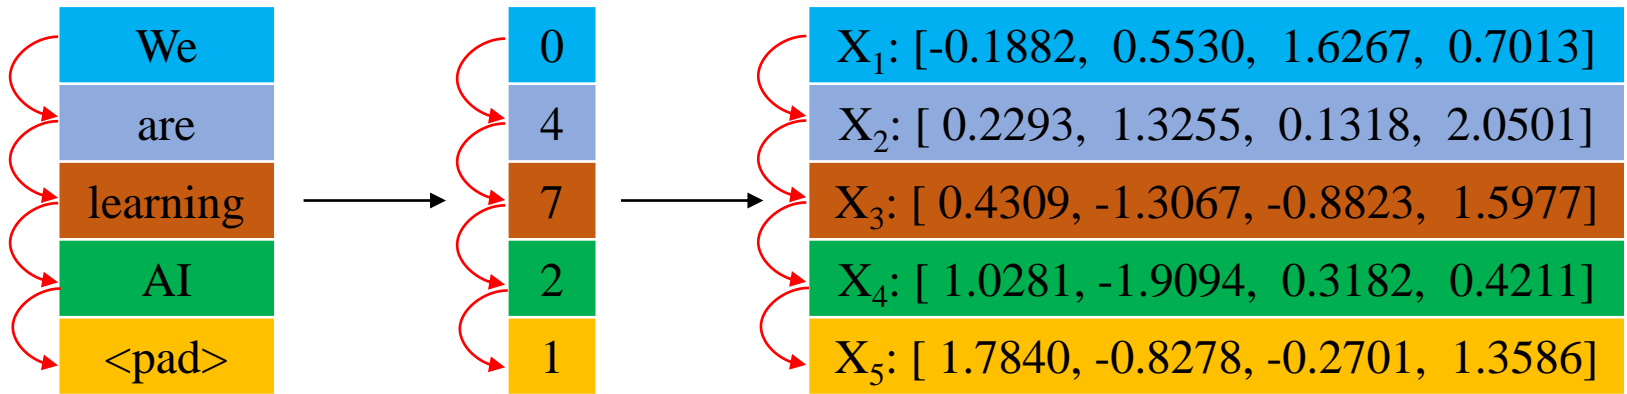 We 0 X₁: [-0.1882, 0.5530, 1.6267, 0.7013]
are 4 X₂: [ 0.2293, 1.3255, 0.1318, 2.0501]
learning 7 X₃: [ 0.4309, -1.3067, -0.8823, 1.5977]
AI 2 X₄: [ 1.0281, -1.9094, 0.3182, 0.4211]
<pad> 1 X₅: [ 1.7840, -0.8278, -0.2701, 1.3586]